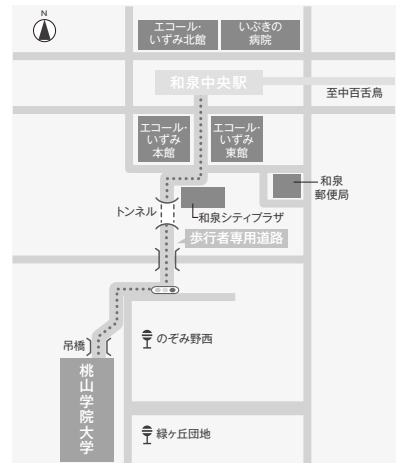 N
エコール・
いずみ北館
いぶきの
病院
和泉中央駅
至中百舌鳥
エコール・
いずみ
本館
エコール・
いずみ
東館
和泉
郵便局
トンネル
和泉シティプラザ
歩行者専用道路
のぞみ野西
吊橋
桃山学院大学
緑ヶ丘団地